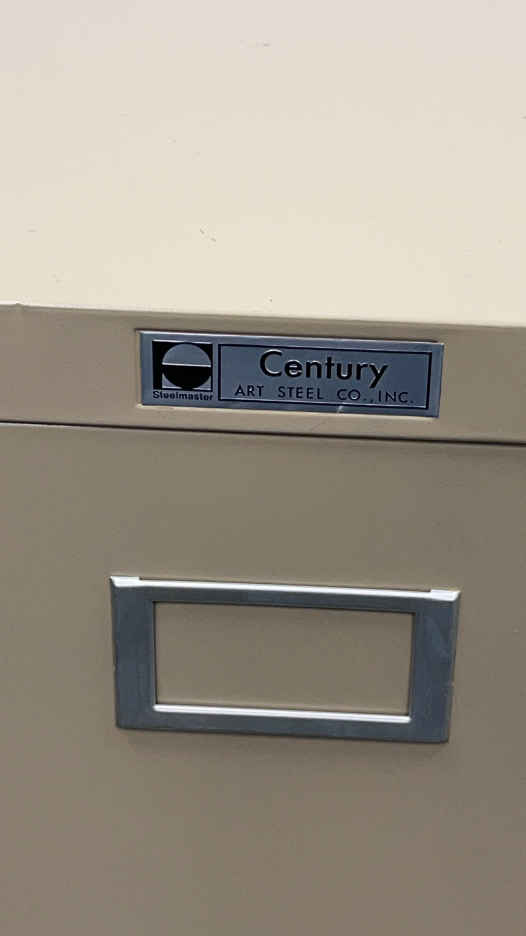 Century
ART STEEL CO., INC.
Steelmaster